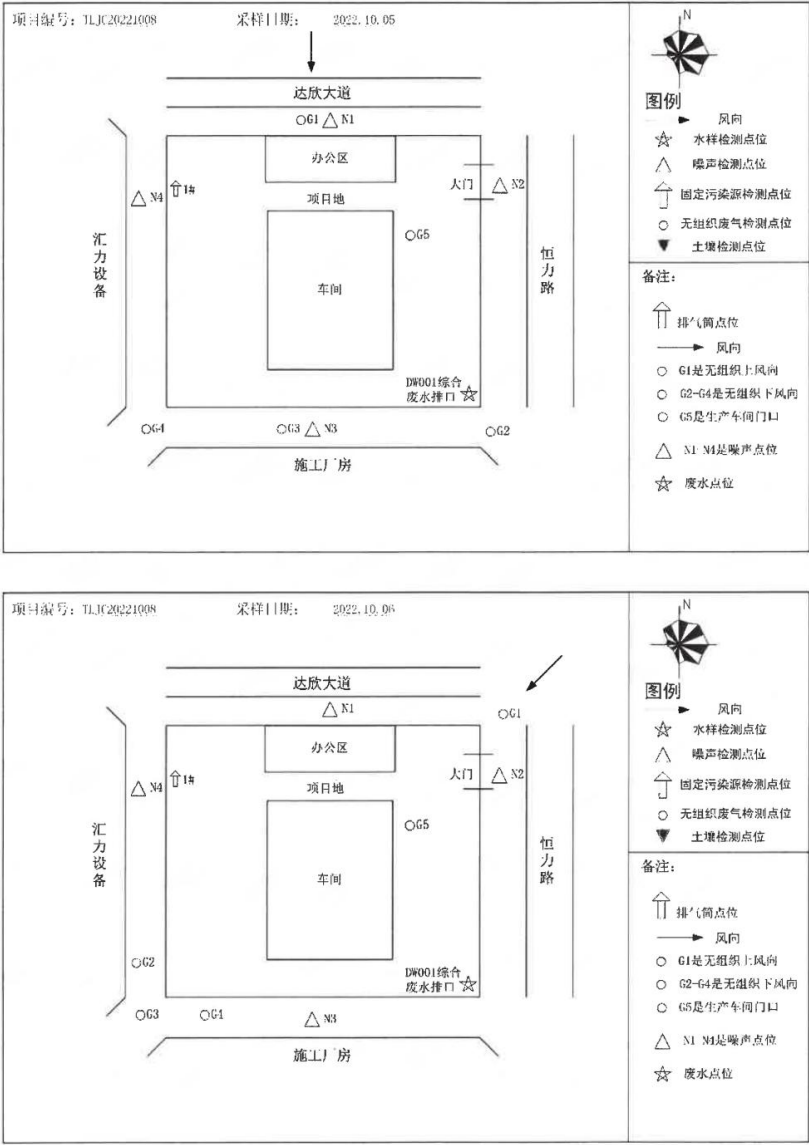 项目编号：TLJC20221008 采样日期： 2022.10.05
N
达欣大道
G1 N1
办公区
大门 N2
1#
N4
项目地
G5
汇力设备
车间
恒力路
DW001综合
废水排口
G4 G3 N3 G2
施工厂房
图例
风向
水样检测点位
噪声检测点位
固定污染源检测点位
无组织废气检测点位
土壤检测点位
备注：
排气筒点位
风向
G1是无组织上风向
G2-G4是无组织下风向
G5是生产车间门口
N1-N4是噪声点位
废水点位
项目编号：TLJC20221008 采样日期： 2022.10.06
N
达欣大道
N1 G1
办公区
大门 N2
1#
N4
项目地
G5
汇力设备
车间
恒力路
G2
DW001综合
废水排口
G3 G4 N3
施工厂房
图例
风向
水样检测点位
噪声检测点位
固定污染源检测点位
无组织废气检测点位
土壤检测点位
备注：
排气筒点位
风向
G1是无组织上风向
G2-G4是无组织下风向
G5是生产车间门口
N1-N4是噪声点位
废水点位